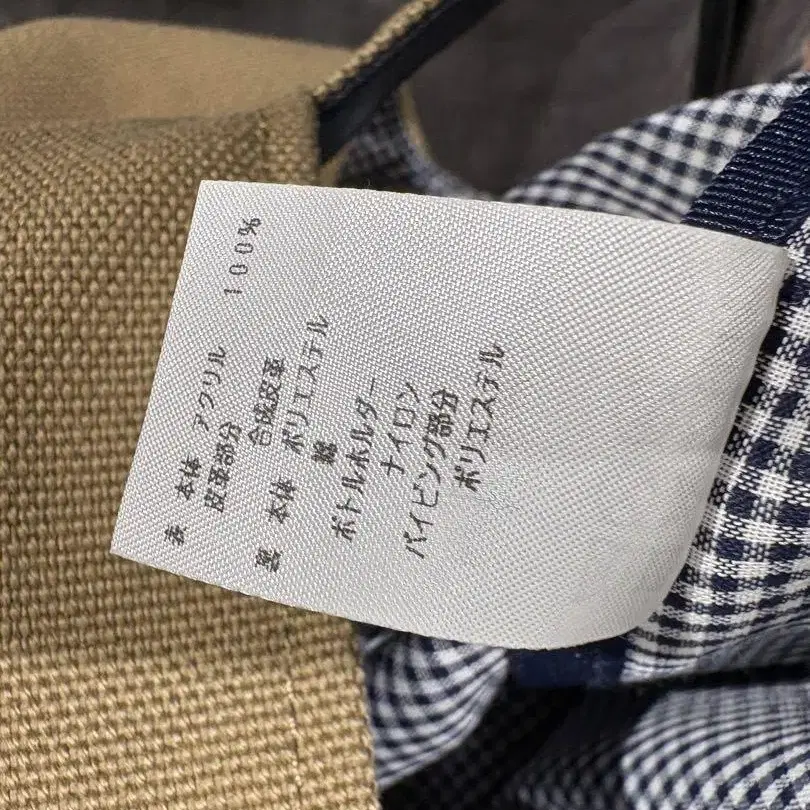 表 本体 アクリル 100%
皮革部分
合成皮革
裏 本体 ポリエステル
綿
ボトルホルダー
ナイロン
パイピング部分
ポリエステル